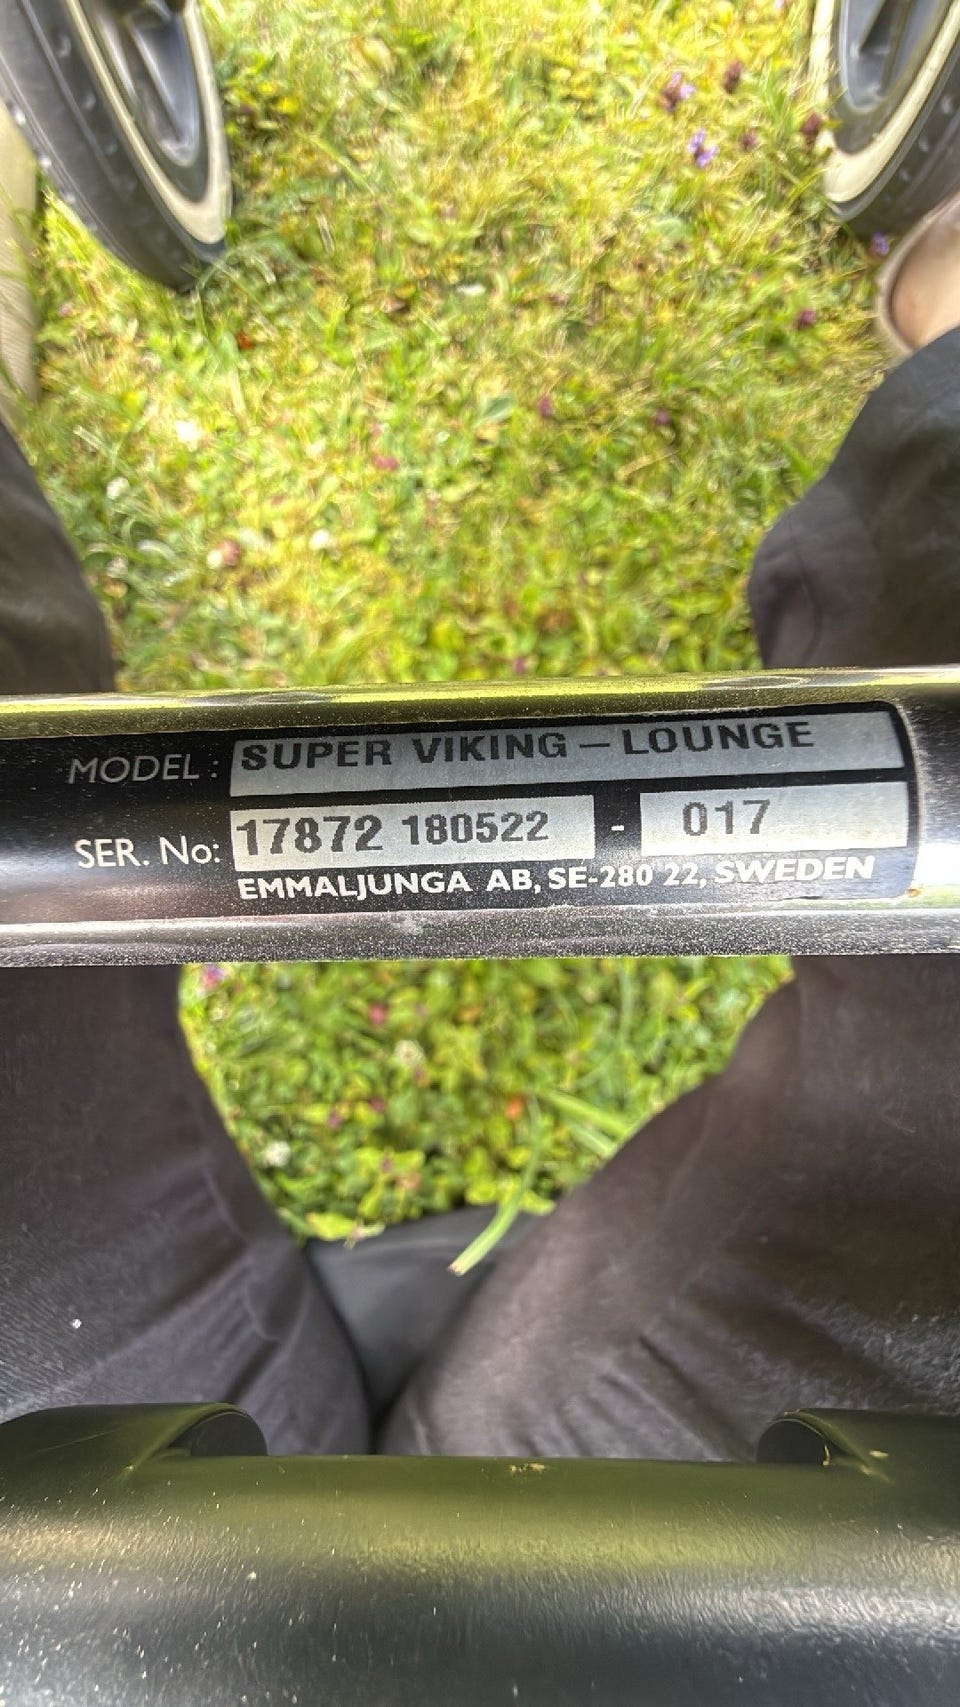 MODEL: SUPER VIKING – LOUNGE
SER. No: 17872 180522 - 017
EMMALJUNGA AB, SE-280 22, SWEDEN